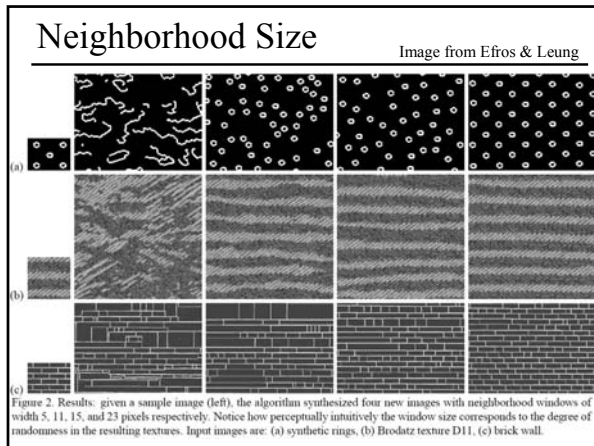 Neighborhood Size
Image from Efros & Leung
(a)
(b)
(c)
Figure 2. Results: given a sample image (left), the algorithm synthesized four new images with neighborhood windows of
width 5, 11, 15, and 23 pixels respectively. Notice how perceptually intuitively the window size corresponds to the degree of
randomness in the resulting textures. Input images are: (a) synthetic rings, (b) Brodatz texture D11, (c) brick wall.